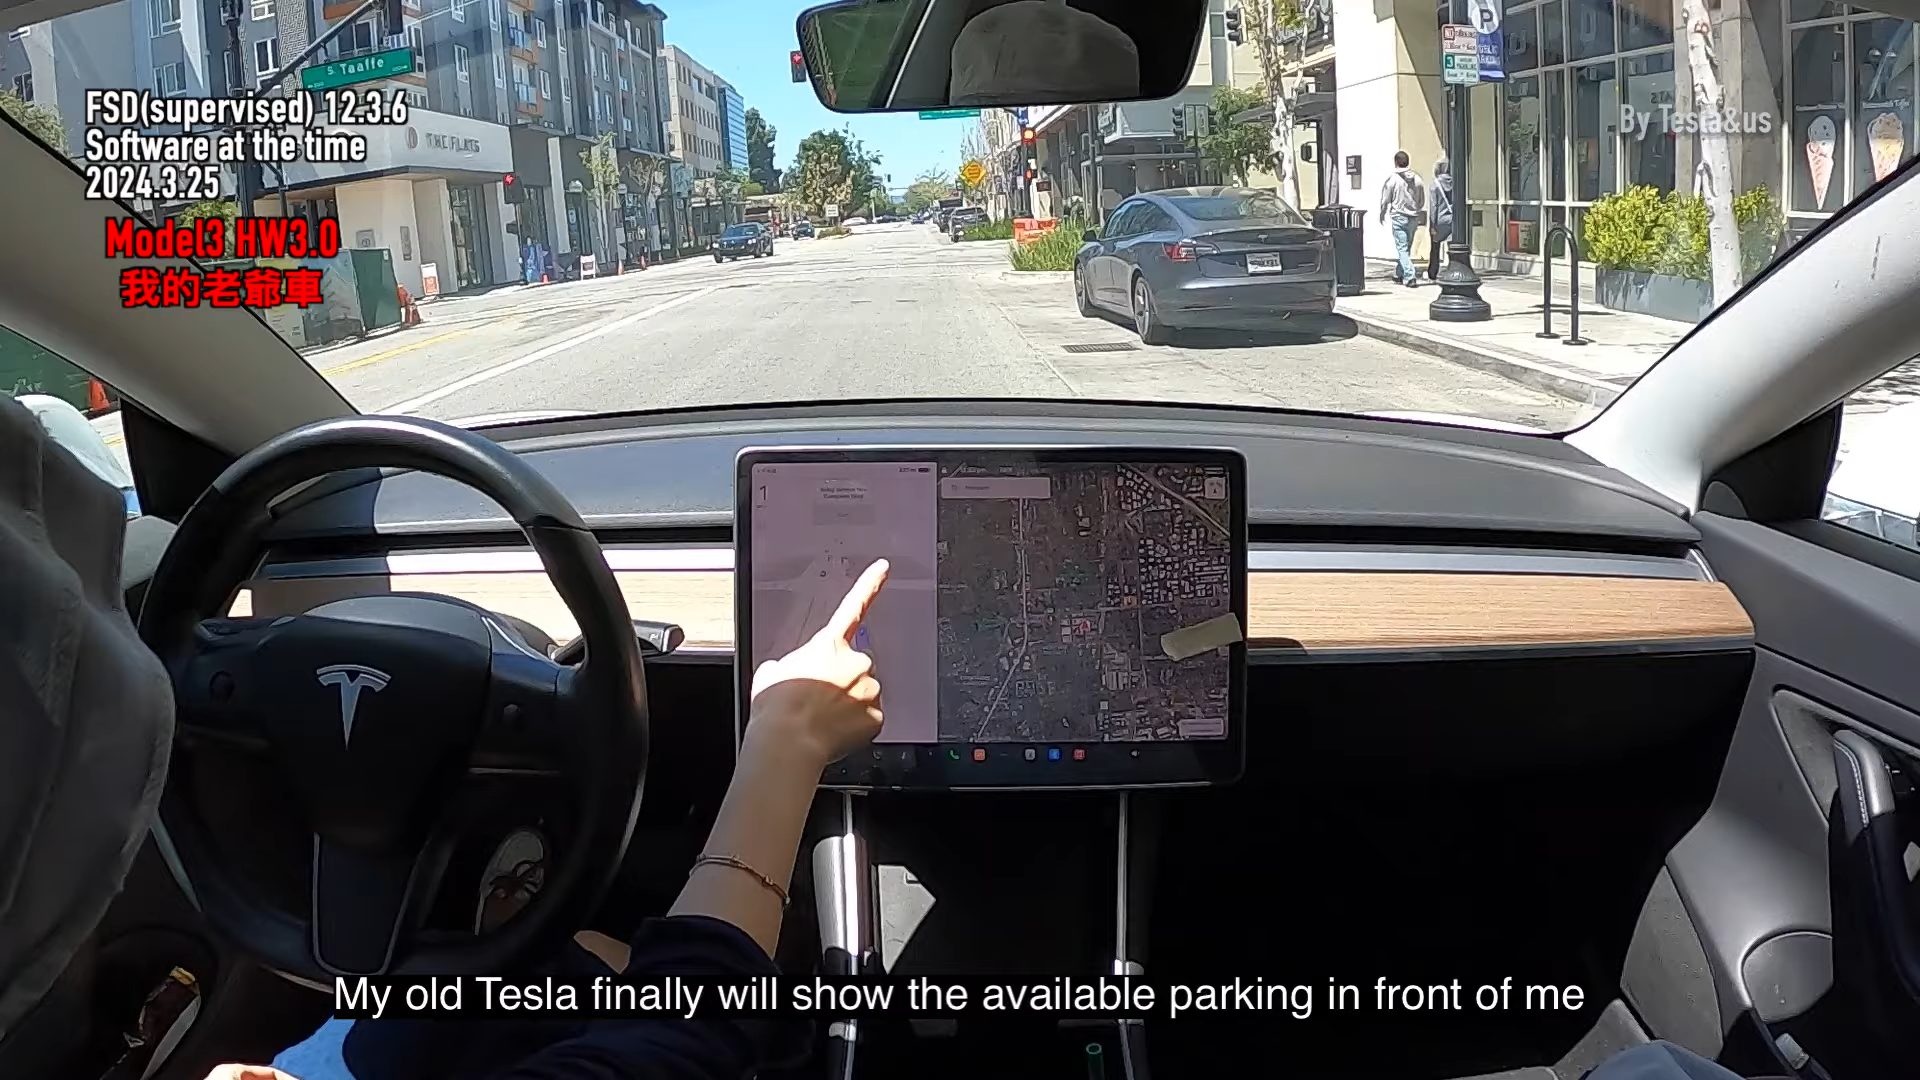 S. Taaffe
FSD(supervised) 12.3.6
Software at the time
2024.3.25
Model3 HW3.0
我的老爺車
THE FLATS
By Tesla&us
P
1
My old Tesla finally will show the available parking in front of me